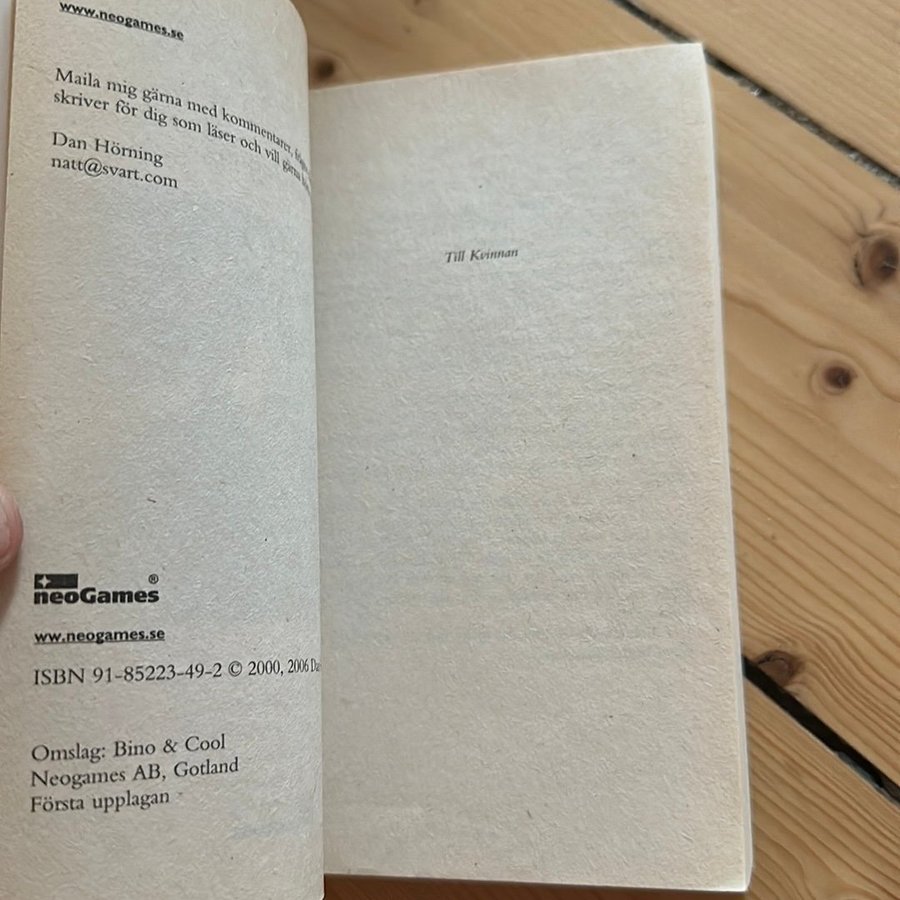 www.neogames.se
Maila mig gärna med kommentarer,
skriver för dig som läser och vill gärna
Dan Hörning
natt@svart.com
neoGames®
ww.neogames.se
ISBN 91-85223-49-2 © 2000, 2006
Omslag: Bino & Cool
Neogames AB, Gotland
Första upplagan
Till Kvinnan